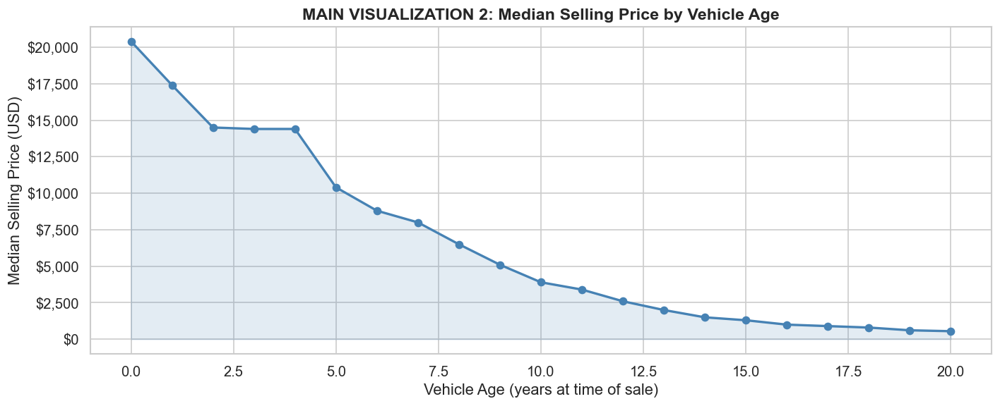 MAIN VISUALIZATION 2: Median Selling Price by Vehicle Age
Median Selling Price (USD)
$20,000
$17,500
$15,000
$12,500
$10,000
$7,500
$5,000
$2,500
$0
0.0 2.5 5.0 7.5 10.0 12.5 15.0 17.5 20.0
Vehicle Age (years at time of sale)